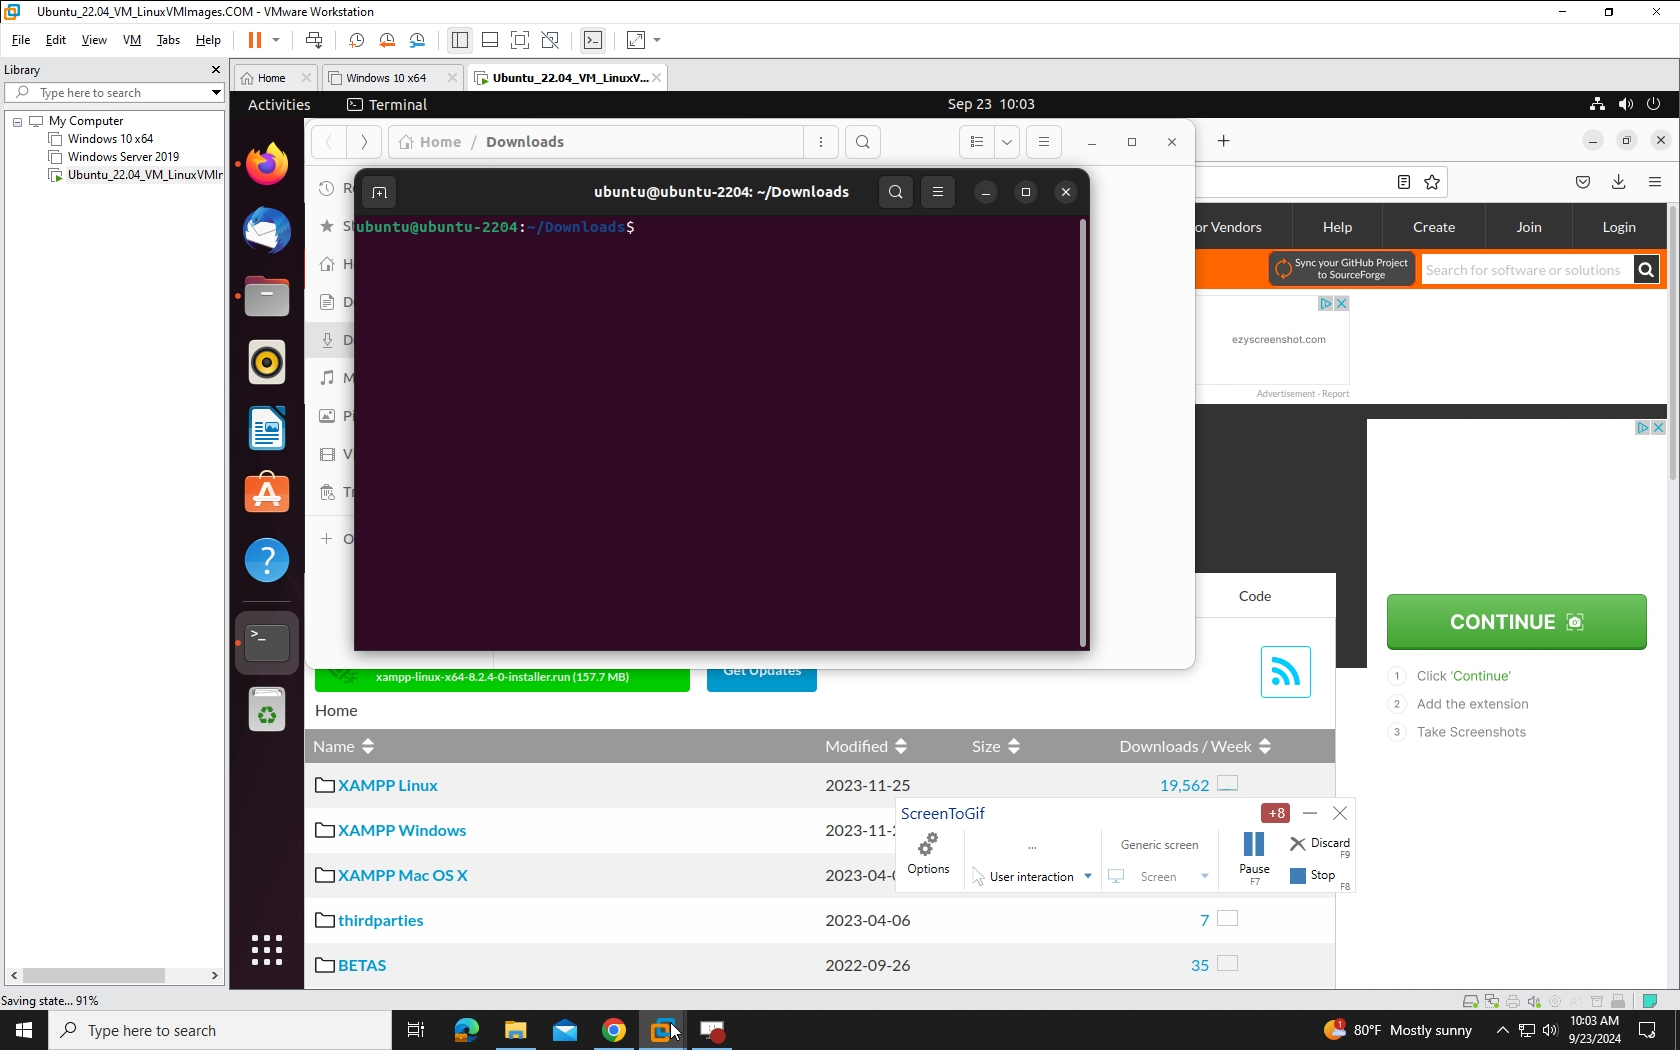 Ubuntu_22.04_VM_LinuxVMImages.COM - VMware Workstation
File Edit View VM Tabs Help
Library
Type here to search
My Computer
Windows 10 x64
Windows Server 2019
Ubuntu_22.04_VM_LinuxVMIr
Home
Windows 10 x64
Ubuntu_22.04_VM_LinuxV...
Activities
Terminal
Sep 23 10:03
Home / Downloads
ubuntu@ubuntu-2204: ~/Downloads
ubuntu@ubuntu-2204:~/Downloads$
or Vendors
Help
Create
Join
Login
Sync your GitHub Project
to SourceForge
Search for software or solutions
ezyscreenshot.com
Advertisement - Report
Code
CONTINUE
1 Click 'Continue'
2 Add the extension
3 Take Screenshots
xampp-linux-x64-8.2.4-0-installer.run (157.7 MB)
Get Updates
Home
Name Modified Size Downloads / Week
XAMPP Linux 2023-11-25 19,562
XAMPP Windows 2023-11-2
XAMPP Mac OS X 2023-04-0
thirdparties 2023-04-06 7
BETAS 2022-09-26 35
ScreenToGif
+8
Options
...
User interaction
Generic screen
Screen
Pause
F7
Discard
F9
Stop
F8
Saving state... 91%
Type here to search
80°F Mostly sunny
10:03 AM
9/23/2024